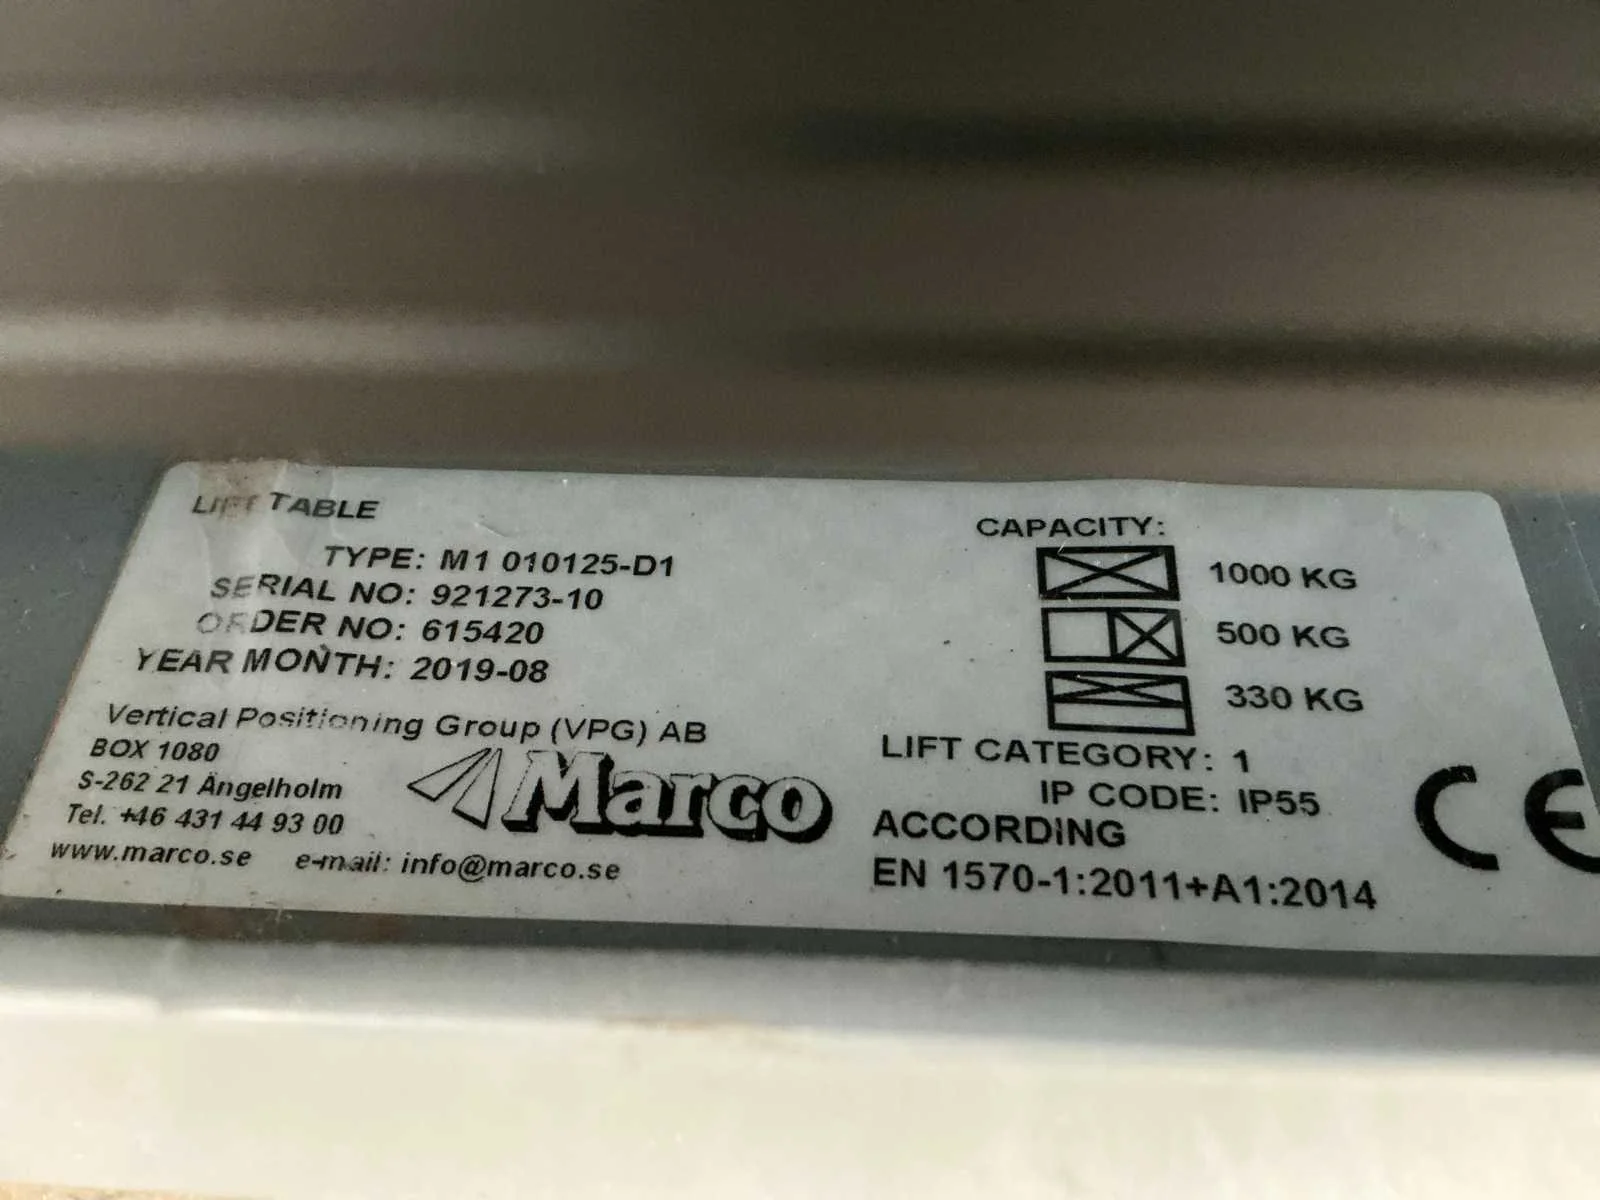 LIFT TABLE
TYPE: M1 010125-D1
SERIAL NO: 921273-10
ORDER NO: 615420
YEAR MONTH: 2019-08
Vertical Positioning Group (VPG) AB
BOX 1080
S-262 21 Ängelholm
Tel. +46 431 44 93 00
www.marco.se e-mail: info@marco.se
Marco
CAPACITY:
1000 KG
500 KG
330 KG
LIFT CATEGORY: 1
IP CODE: IP55
ACCORDING
EN 1570-1:2011+A1:2014
CE